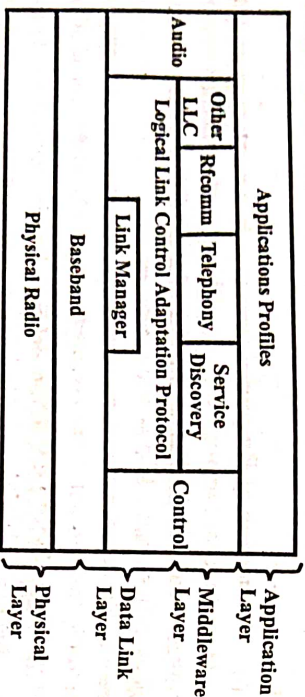 Applications Profiles
Audio
Other
LLC
Rfcomm
Telephony
Service
Discovery
Control
Logical Link Control Adaptation Protocol
Link Manager
Baseband
Physical Radio
Application
Layer
Middleware
Layer
Data Link
Layer
Physical
Layer